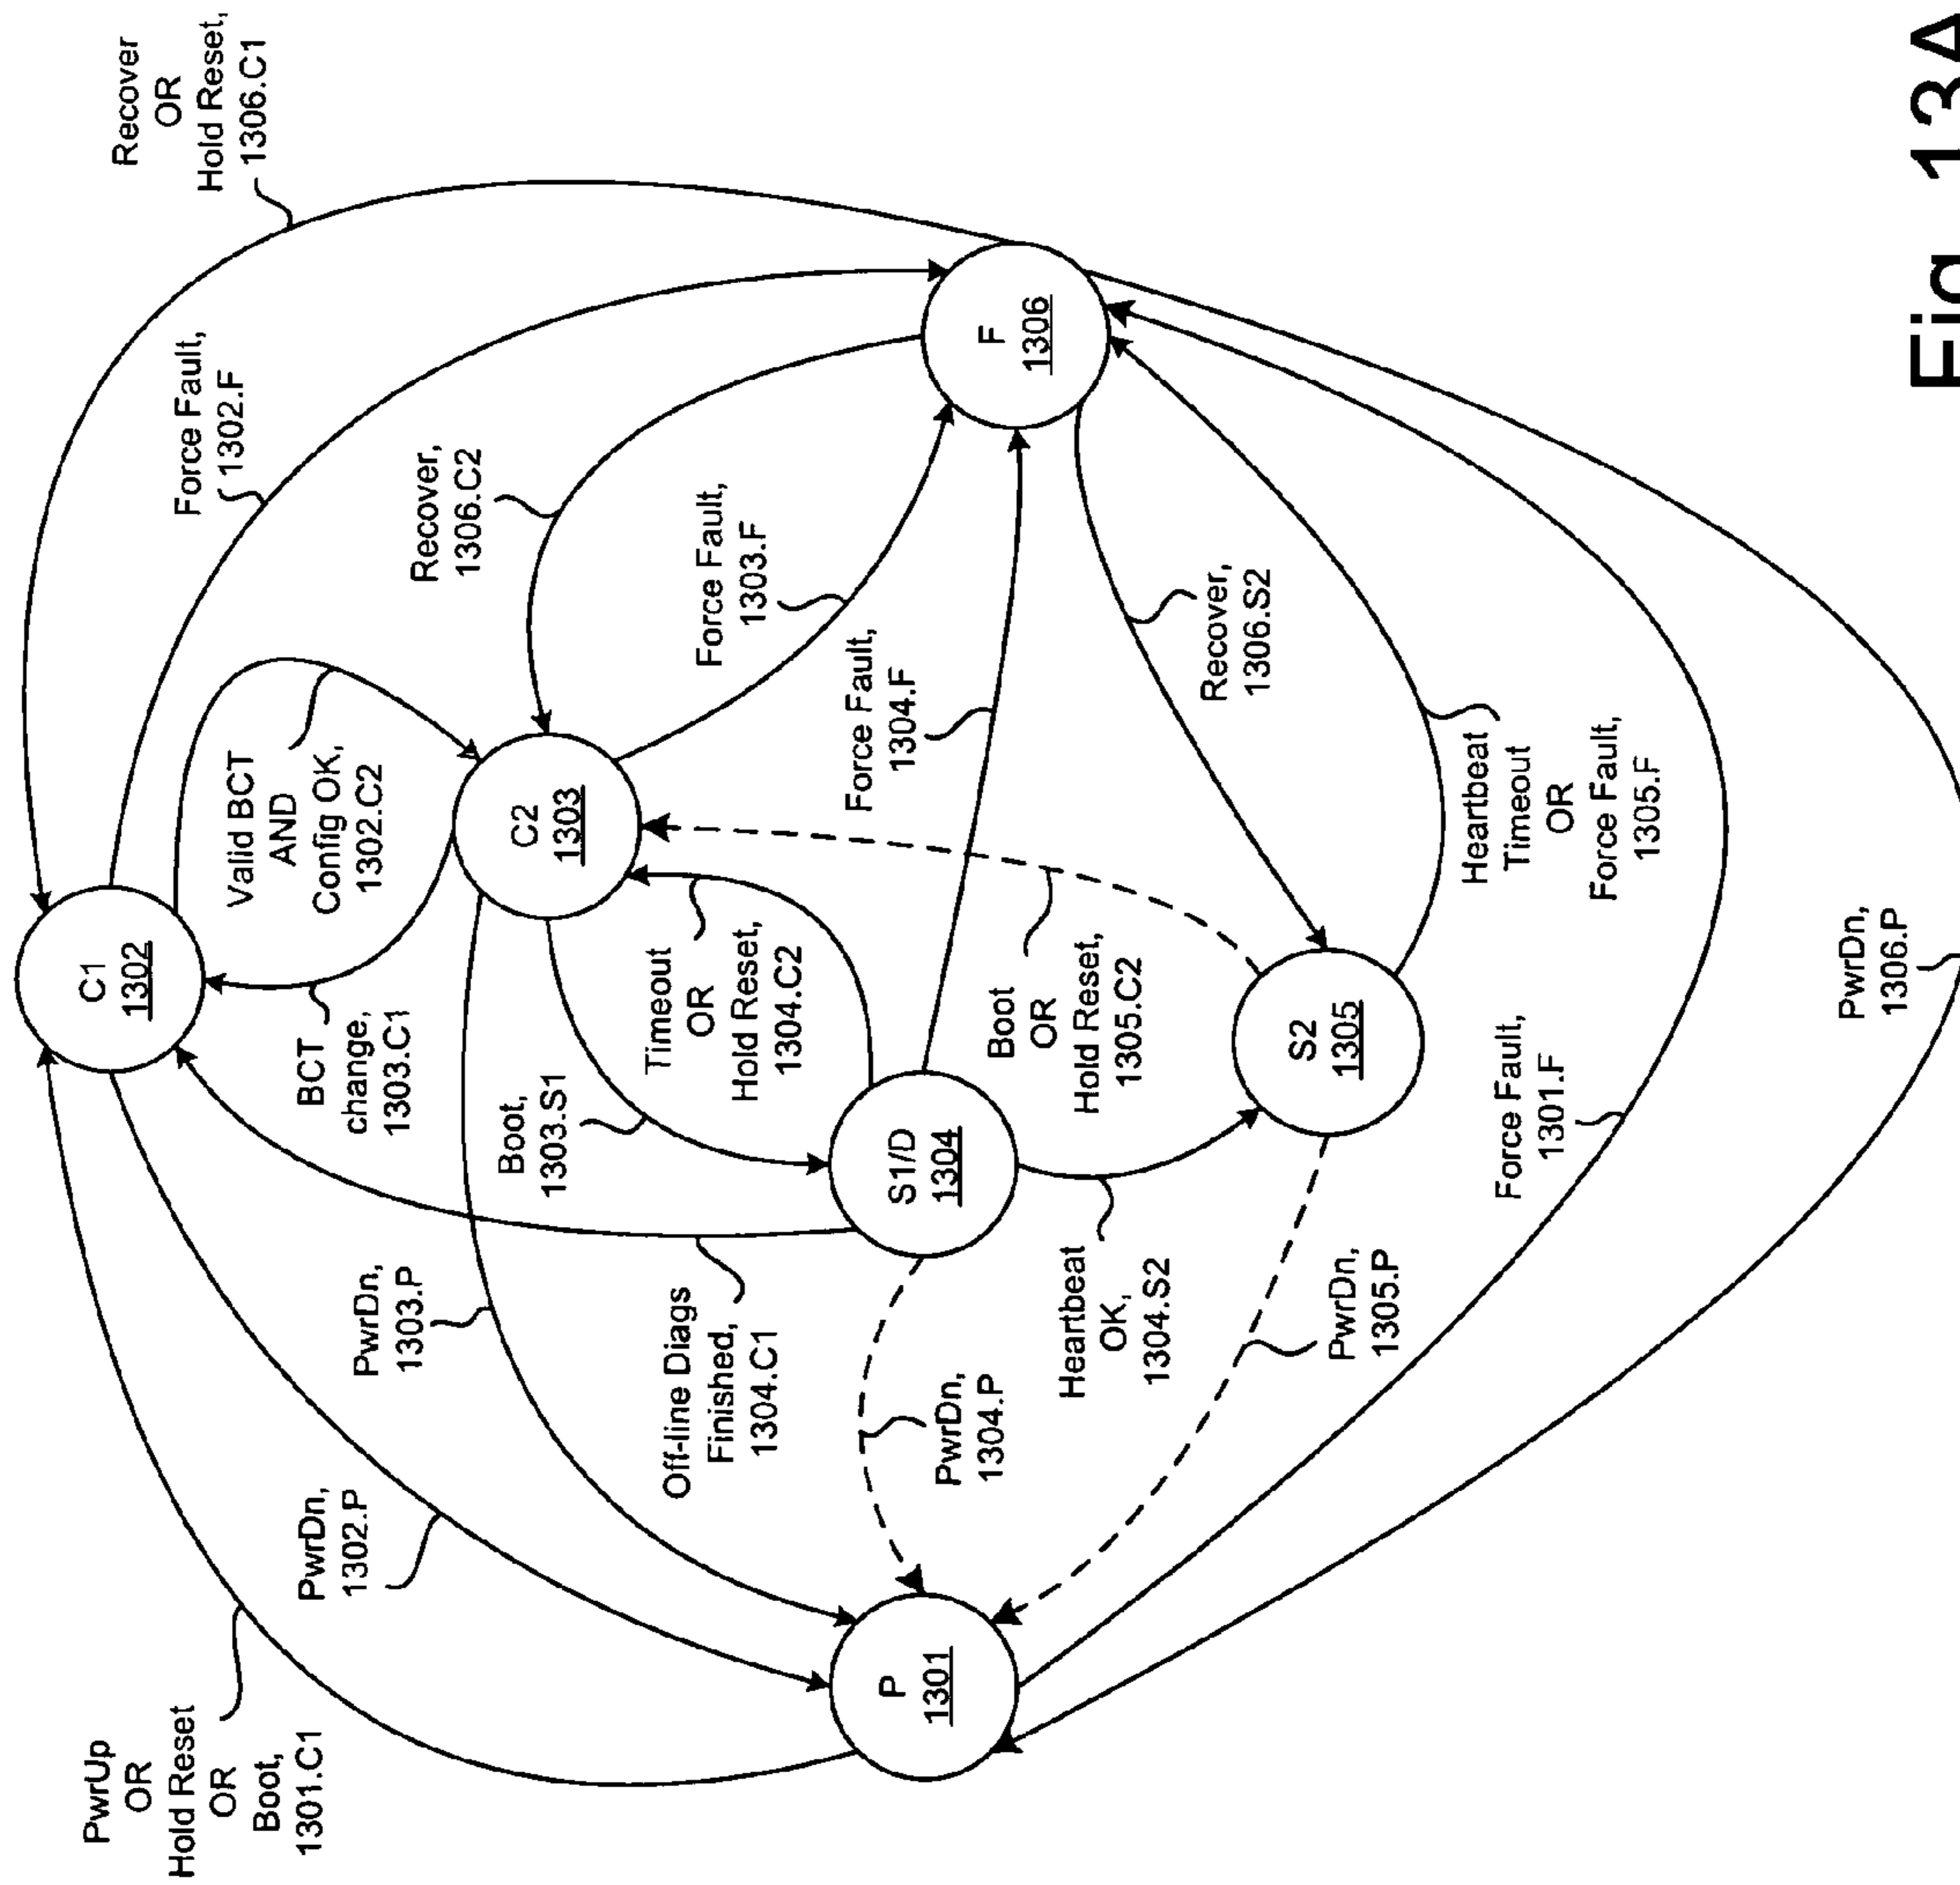 PwrUp
OR
Hold Reset
OR
Boot,
1301.C1
PwrDn,
1302.P
PwrDn,
1303.P
Off-line Diags
Finished,
1304.C1
PwrDn,
1304.P
P
1301
C1
1302
BCT
change,
1303.C1
Boot,
1303.S1
Valid BCT
AND
Config OK,
1302.C2
C2
1303
Timeout
OR
Hold Reset,
1304.C2
S1/D
1304
Heartbeat
OK,
1304.S2
PwrDn,
1305.P
Boot
OR
Hold Reset,
1305.C2
S2
1305
Force Fault,
1301.F
Recover
OR
Hold Reset,
1306.C1
Force Fault,
1302.F
Recover,
1306.C2
Force Fault,
1303.F
Force Fault,
1304.F
F
1306
Recover,
1306.S2
Heartbeat
Timeout
OR
Force Fault,
1305.F
PwrDn,
1306.P
Fig. 13A